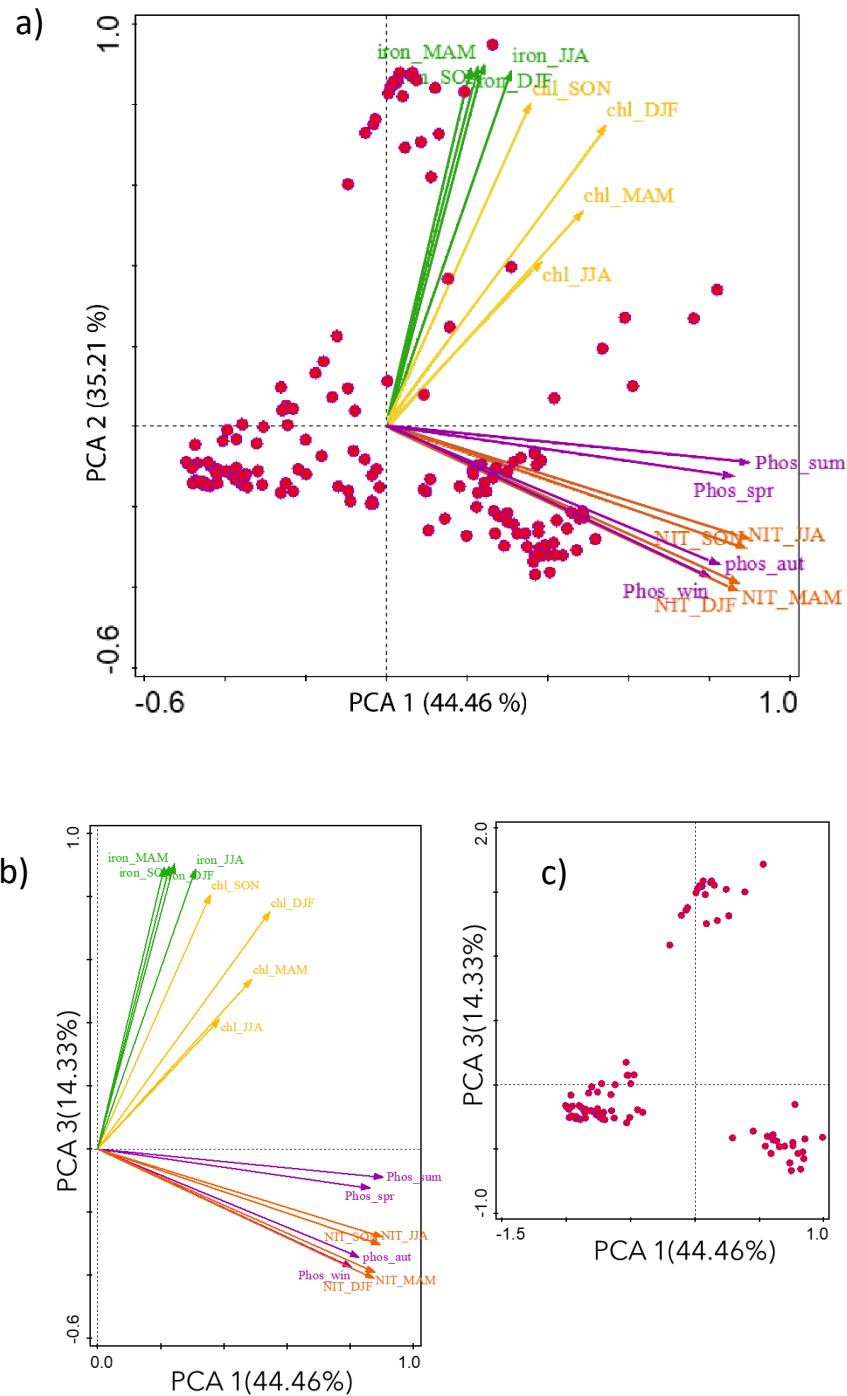 a)
1.0
iron_MAM
iron_JJA
iron_SON
iron_DJF
chl_SON
chl_DJF
chl_MAM
chl_JJA
PCA 2 (35.21 %)
Phos_sum
Phos_spr
NIT_SON
NIT_JJA
phos_aut
Phos_win
NIT_DJF
NIT_MAM
-0.6
-0.6
PCA 1 (44.46 %)
1.0
b)
1.0
iron_MAM
iron_JJA
iron_SON
iron_DJF
chl_SON
chl_DJF
chl_MAM
chl_JJA
PCA 3(14.33%)
Phos_sum
Phos_spr
NIT_SON
NIT_JJA
phos_aut
Phos_win
NIT_DJF
NIT_MAM
-0.6
0.0
1.0
PCA 1(44.46%)
c)
2.0
PCA 3(14.33%)
-1.0
-1.5
1.0
PCA 1(44.46%)